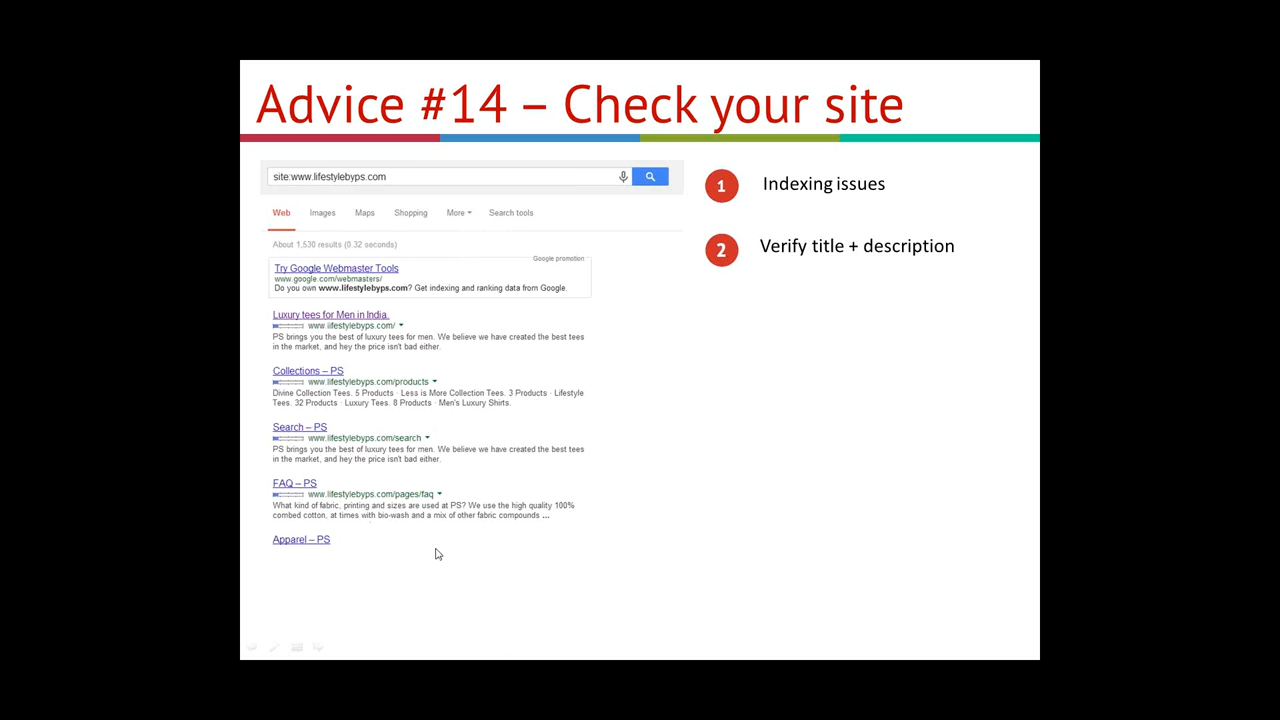 Advice #14 – Check your site
site:www.lifestylebyps.com
Web Images Maps Shopping More Search tools
About 1,530 results (0.32 seconds)
Google promotion
Try Google Webmaster Tools
www.google.com/webmasters/
Do you own www.lifestylebyps.com? Get indexing and ranking data from Google.
Luxury tees for Men in India.
www.lifestylebyps.com/
PS brings you the best of luxury tees for men. We believe we have created the best tees
in the market, and hey the price isn't bad either.
Collections – PS
www.lifestylebyps.com/products
Divine Collection Tees. 5 Products · Less is More Collection Tees. 3 Products · Lifestyle
Tees. 32 Products · Luxury Tees. 8 Products · Men's Luxury Shirts.
Search – PS
www.lifestylebyps.com/search
PS brings you the best of luxury tees for men. We believe we have created the best tees
in the market, and hey the price isn't bad either.
FAQ – PS
www.lifestylebyps.com/pages/faq
What kind of fabric, printing and sizes are used at PS? We use the high quality 100%
combed cotton, at times with bio-wash and a mix of other fabric compounds ...
Apparel – PS
1 Indexing issues
2 Verify title + description